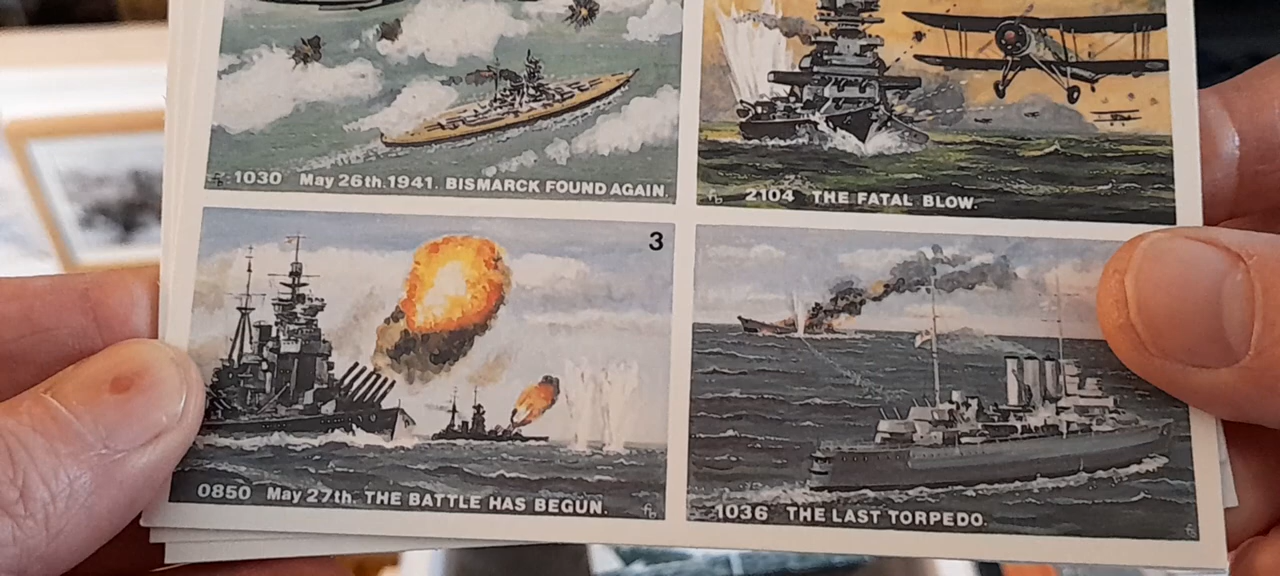 1030 May 26th.1941. BISMARCK FOUND AGAIN.
2104 THE FATAL BLOW.
3
0850 May 27th. THE BATTLE HAS BEGUN.
1036 THE LAST TORPEDO.